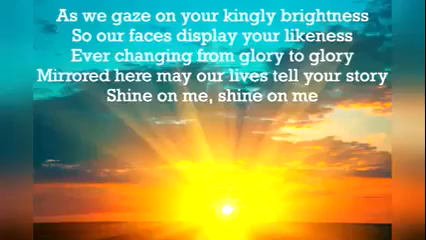 As we gaze on your kingly brightness
So our faces display your likeness
Ever changing from glory to glory
Mirrored here may our lives tell your story
Shine on me, shine on me